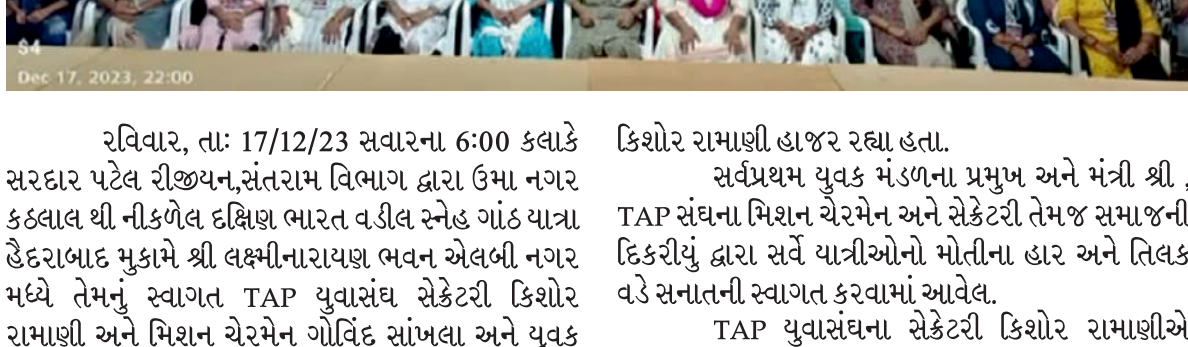 S4
Dec 17, 2023, 22:00
રવિવાર, તાઃ 17/12/23 સવારના 6:00 કલાકે
સરદાર પટેલ રીજીયન,સંતરામ વિભાગ દ્વારા ઉમા નગર
કઠલાલ થી નીકળેલ દક્ષિણ ભારત વડીલ સ્નેહ ગાંઠ યાત્રા
હૈદરાબાદ મુકામે શ્રી લક્ષ્મીનારાયણ ભવન એલબી નગર
મધ્યે તેમનું સ્વાગત TAP યુવાસંઘ સેક્રેટરી કિશોર
રામાણી અને મિશન ચેરમેન ગોવિંદ સાંખલા અને યુવક
કિશોર રામાણી હાજર રહ્યા હતા.
સર્વપ્રથમ યુવક મંડળના પ્રમુખ અને મંત્રી શ્રી ,
TAP સંઘના મિશન ચેરમેન અને સેક્રેટરી તેમજ સમાજની
દિકરીયું દ્વારા સર્વે યાત્રીઓનો મોતીના હાર અને તિલક
વડે સનાતની સ્વાગત કરવામાં આવેલ.
TAP યુવાસંઘના સેક્રેટરી કિશોર રામાણીએ